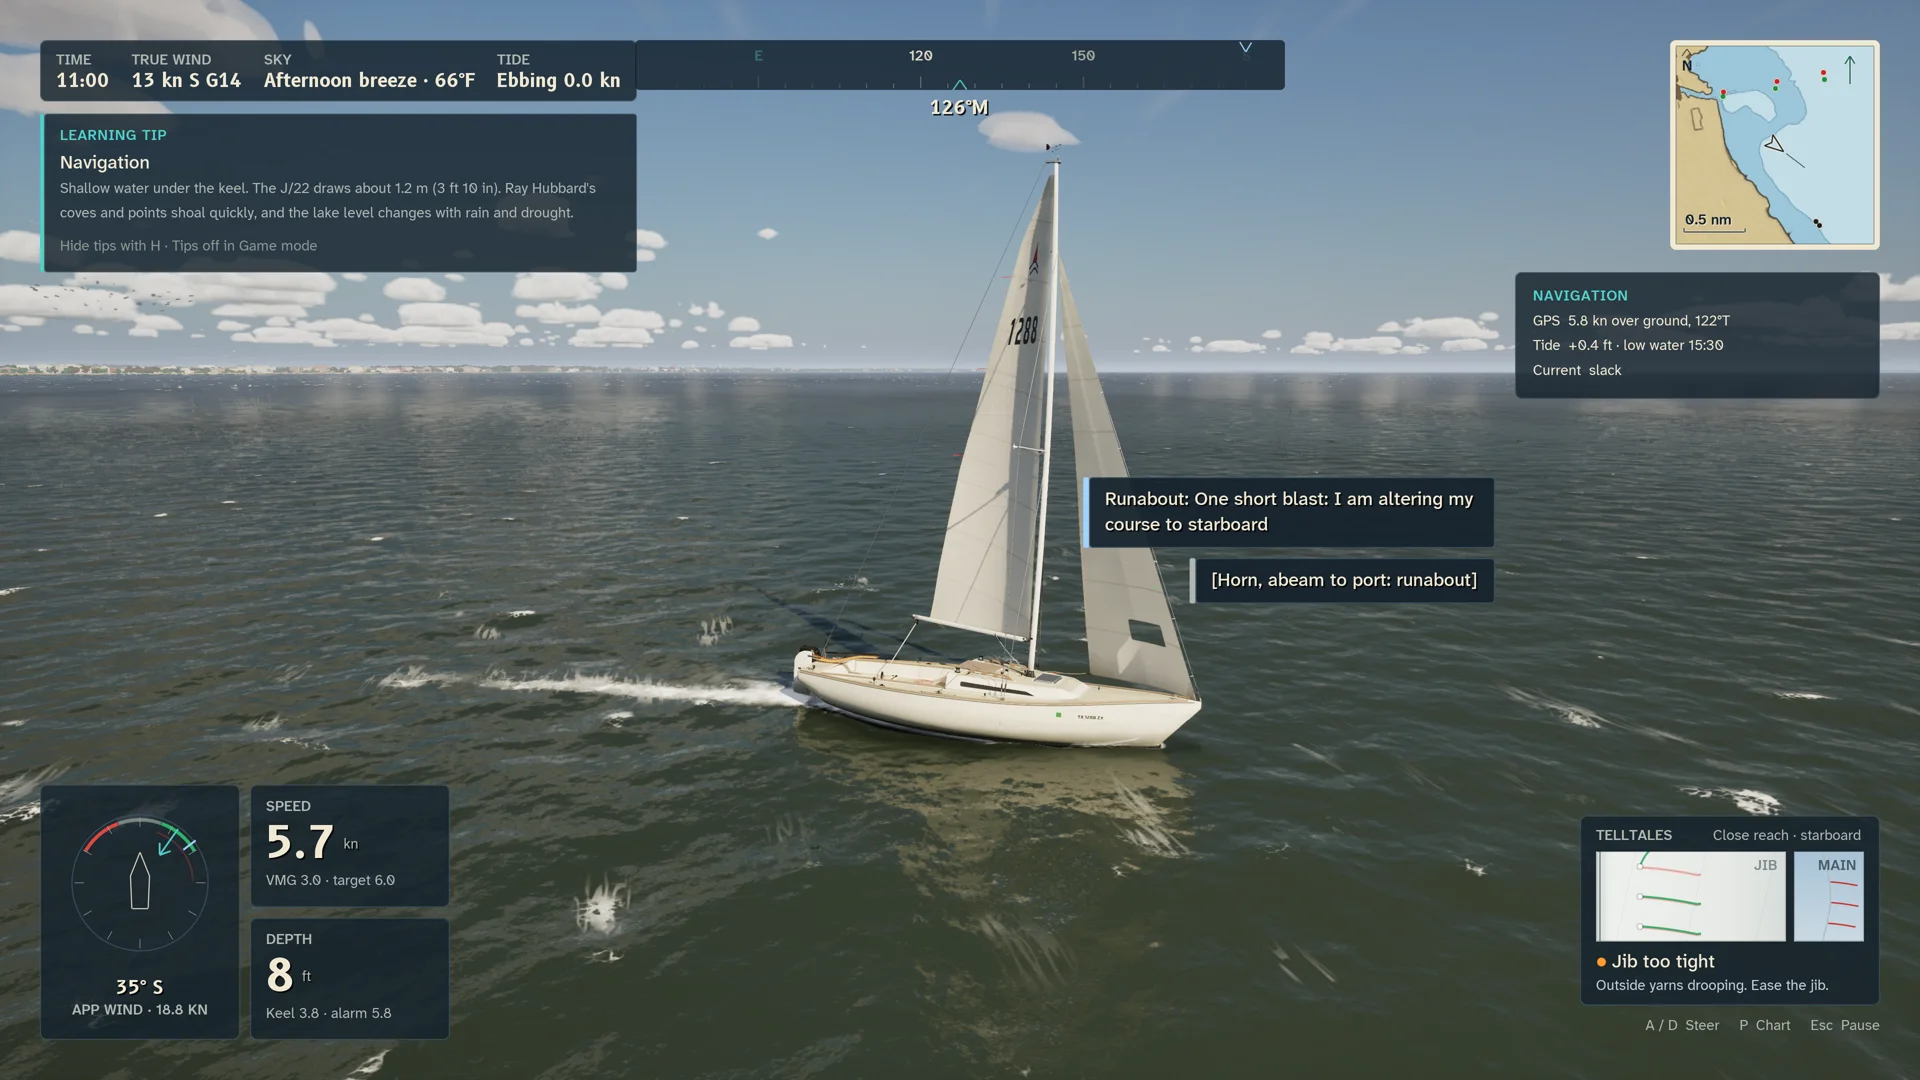 TIME
11:00
TRUE WIND
13 kn S G14
SKY
Afternoon breeze · 66°F
TIDE
Ebbing 0.0 kn
E
120
150
S
126°M
LEARNING TIP
Navigation
Shallow water under the keel. The J/22 draws about 1.2 m (3 ft 10 in). Ray Hubbard's
coves and points shoal quickly, and the lake level changes with rain and drought.
Hide tips with H · Tips off in Game mode
N
0.5 nm
NAVIGATION
GPS 5.8 kn over ground, 122°T
Tide +0.4 ft · low water 15:30
Current slack
1288
Runabout: One short blast: I am altering my
course to starboard
[Horn, abeam to port: runabout]
35° S
APP WIND · 18.8 KN
SPEED
5.7 kn
VMG 3.0 · target 6.0
DEPTH
8 ft
Keel 3.8 · alarm 5.8
TELLTALES
Close reach · starboard
JIB
MAIN
Jib too tight
Outside yarns drooping. Ease the jib.
A / D Steer P Chart Esc Pause